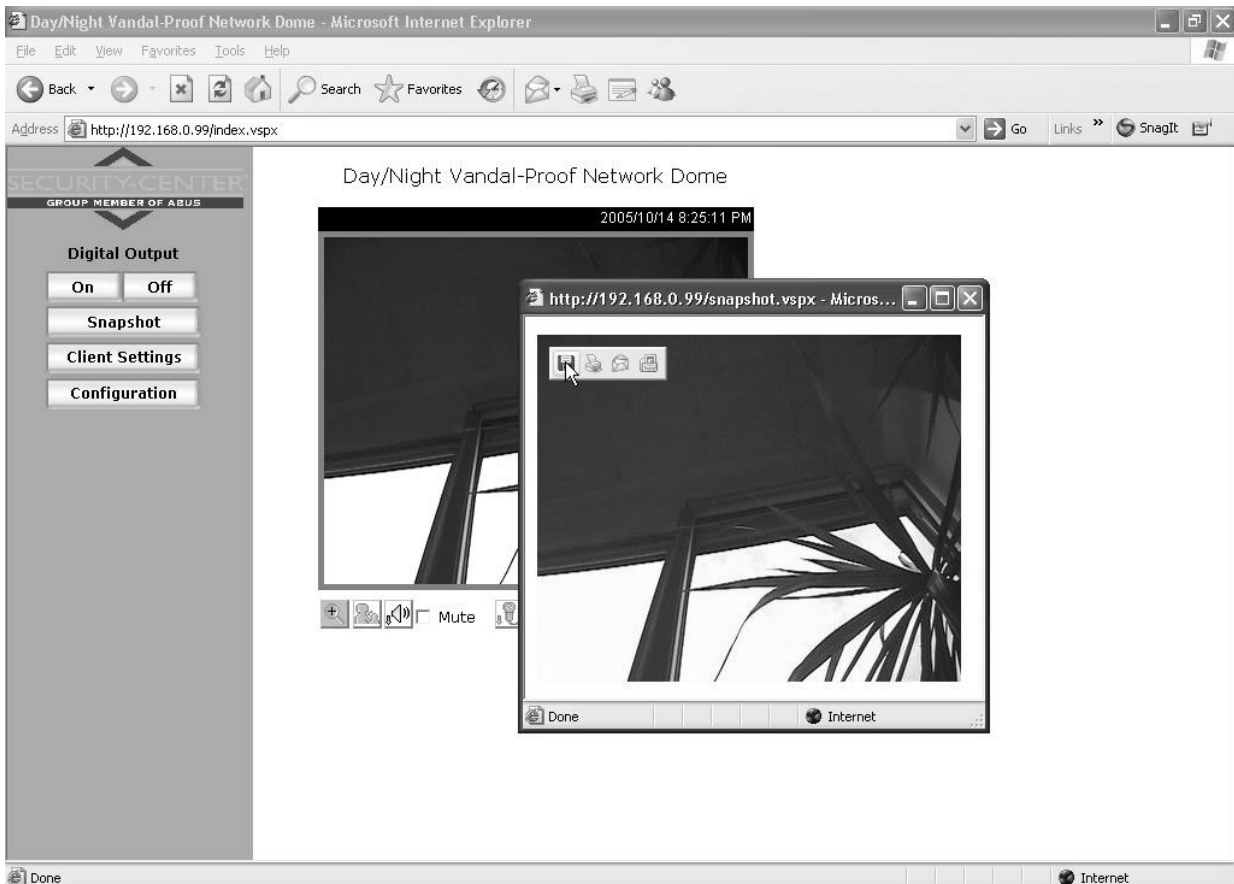 Day/Night Vandal-Proof Network Dome - Microsoft Internet Explorer
File Edit View Favorites Tools Help
Back Search Favorites
Address http://192.168.0.99/index.vspx Go Links » SnagIt
SECURITY-CENTER®
GROUP MEMBER OF ABUS
Digital Output
On Off
Snapshot
Client Settings
Configuration
Day/Night Vandal-Proof Network Dome
2005/10/14 8:25:11 PM
Mute
http://192.168.0.99/snapshot.vspx - Micros...
Done Internet
Done Internet